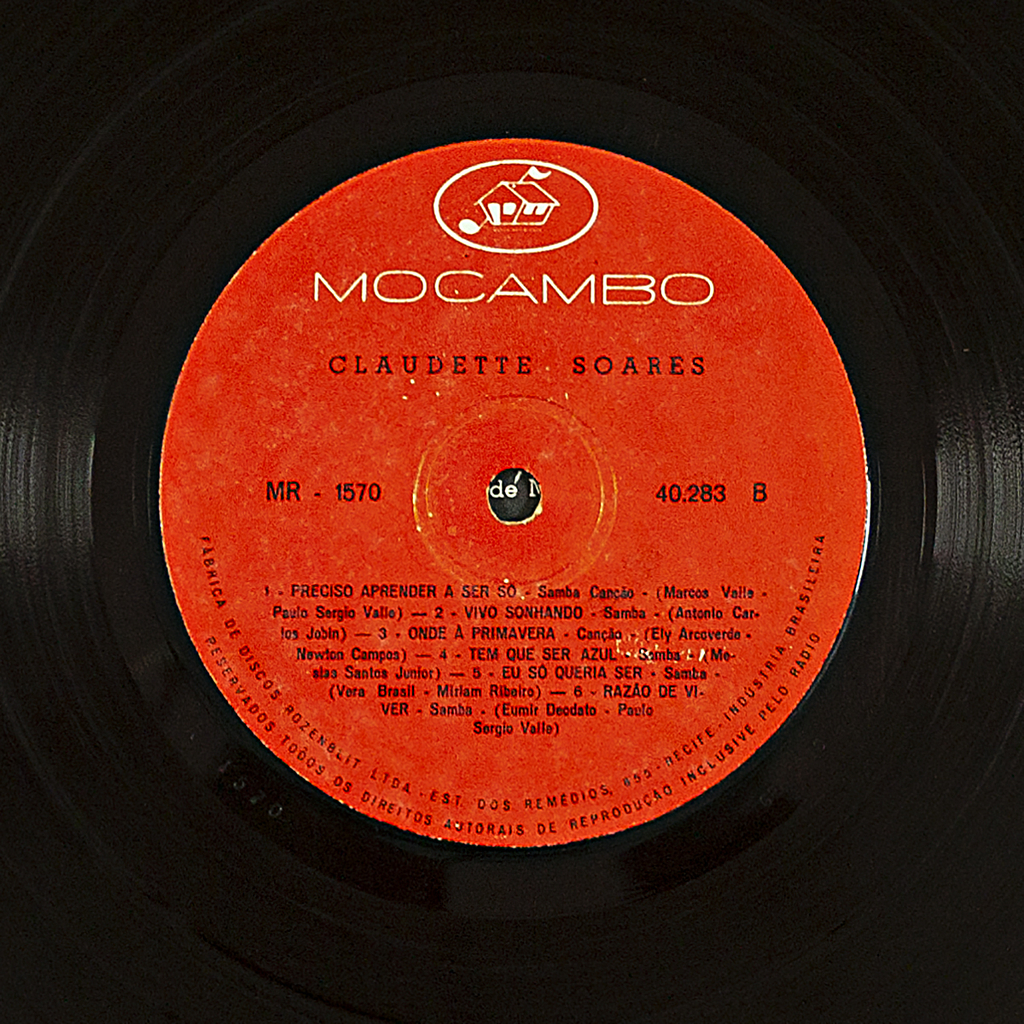 MOCAMBO
CLAUDETTE SOARES
MR - 1570
de
40.283 B
1 - PRECISO APRENDER A SER SÓ - Samba Canção - (Marcos Valle -
Paulo Sergio Valle) — 2 - VIVO SONHANDO - Samba - (Antonio Car-
los Jobin) — 3 - ONDE À PRIMAVERA - Canção - (Ely Arcoverde -
Newton Campos) — 4 - TEM QUE SER AZUL - Samba - (Me-
sias Santos Junior) — 5 - EU SÓ QUERIA SER - Samba -
(Vera Brasil - Miriam Ribeiro) — 6 - RAZÃO DE VI-
VER - Samba - (Eumir Deodato - Paulo
Sergio Valle)
FÁBRICA DE DISCOS ROZENBLIT LTDA. - EST. DOS REMÉDIOS, 855 - RECIFE - INDÚSTRIA BRASILEIRA
RESERVADOS TODOS OS DIREITOS AUTORAIS DE REPRODUÇÃO INCLUSIVE PELO RÁDIO
1570